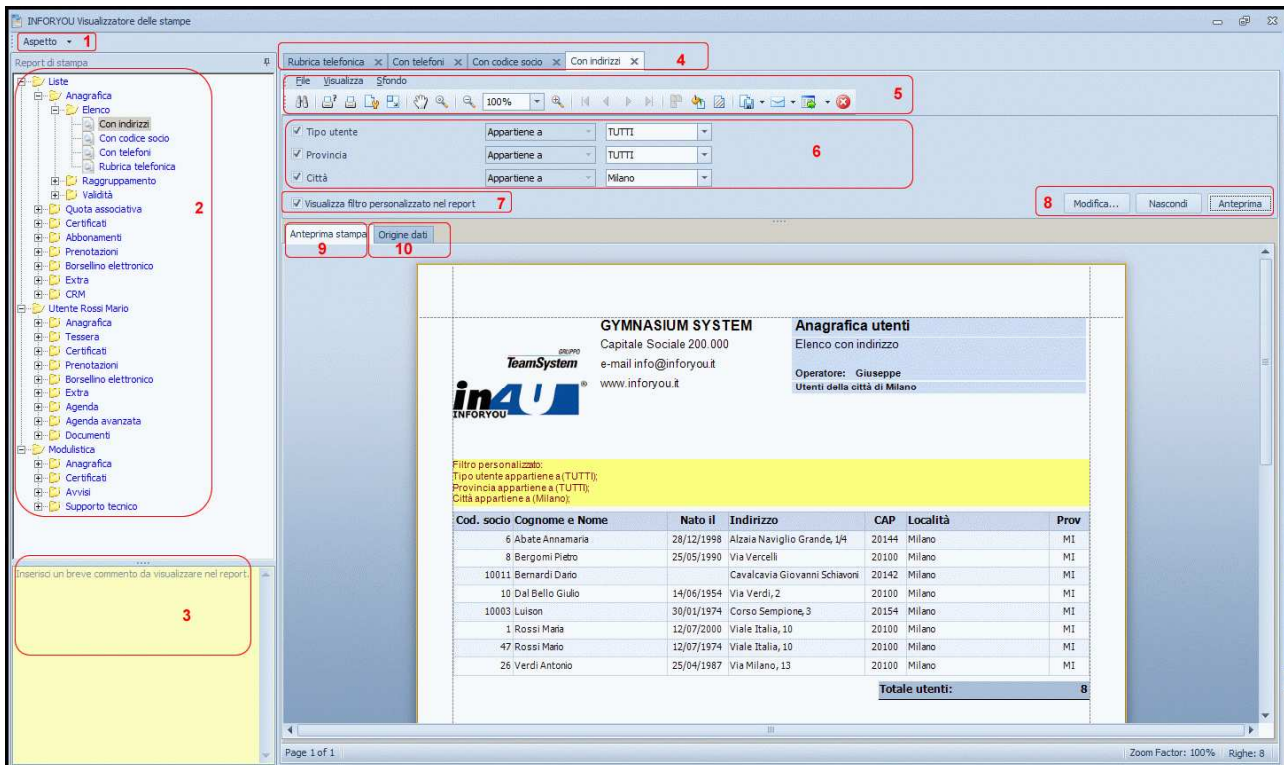 INFORYOU Visualizzatore delle stampe
Aspetto 1
Report di stampa
Liste
Anagrafica
Elenco
Con indirizzi
Con codice socio
Con telefoni
Rubrica telefonica
Raggruppamento
Validità
Quota associativa
2
Certificati
Abbonamenti
Prenotazioni
Borsellino elettronico
Extra
CRM
Utente Rossi Mario
Anagrafica
Tessera
Certificati
Prenotazioni
Borsellino elettronico
Extra
Agenda
Agenda avanzata
Documenti
Modulistica
Anagrafica
Certificati
Avvisi
Supporto tecnico
Inserisci un breve commento da visualizzare nel report.
3
Rubrica telefonica Con telefoni Con codice socio Con indirizzi 4
File Visualizza Sfondo
100% 5
Tipo utente Appartiene a TUTTI
Provincia Appartiene a TUTTI 6
Città Appartiene a Milano
Visualizza filtro personalizzato nel report 7
8 Modifica... Nascondi Anteprima
Anteprima stampa Origine dati
9 10
GYMNASIUM SYSTEM
Capitale Sociale 200.000
e-mail info@inforyou.it
www.inforyou.it
GRUPPO
TeamSystem
in4U ®
INFORYOU
Anagrafica utenti
Elenco con indirizzo
Operatore: Giuseppe
Utenti della città di Milano
Filtro personalizzato:
Tipo utente appartiene a (TUTTI);
Provincia appartiene a (TUTTI);
Città appartiene a (Milano);
Cod. socio Cognome e Nome Nato il Indirizzo CAP Località Prov
6 Abate Annamaria 28/12/1998 Alzaia Naviglio Grande, 1/4 20144 Milano MI
8 Bergomi Pietro 25/05/1990 Via Vercelli 20100 Milano MI
10011 Bernardi Dario Cavalcavia Giovanni Schiavoni 20142 Milano MI
10 Dal Bello Giulio 14/06/1954 Via Verdi, 2 20100 Milano MI
10003 Luison 30/01/1974 Corso Sempione, 3 20154 Milano MI
1 Rossi Maria 12/07/2000 Viale Italia, 10 20100 Milano MI
47 Rossi Mario 12/07/1974 Viale Italia, 10 20100 Milano MI
26 Verdi Antonio 25/04/1987 Via Milano, 13 20100 Milano MI
Totale utenti: 8
Page 1 of 1 Zoom Factor: 100% Righe: 8